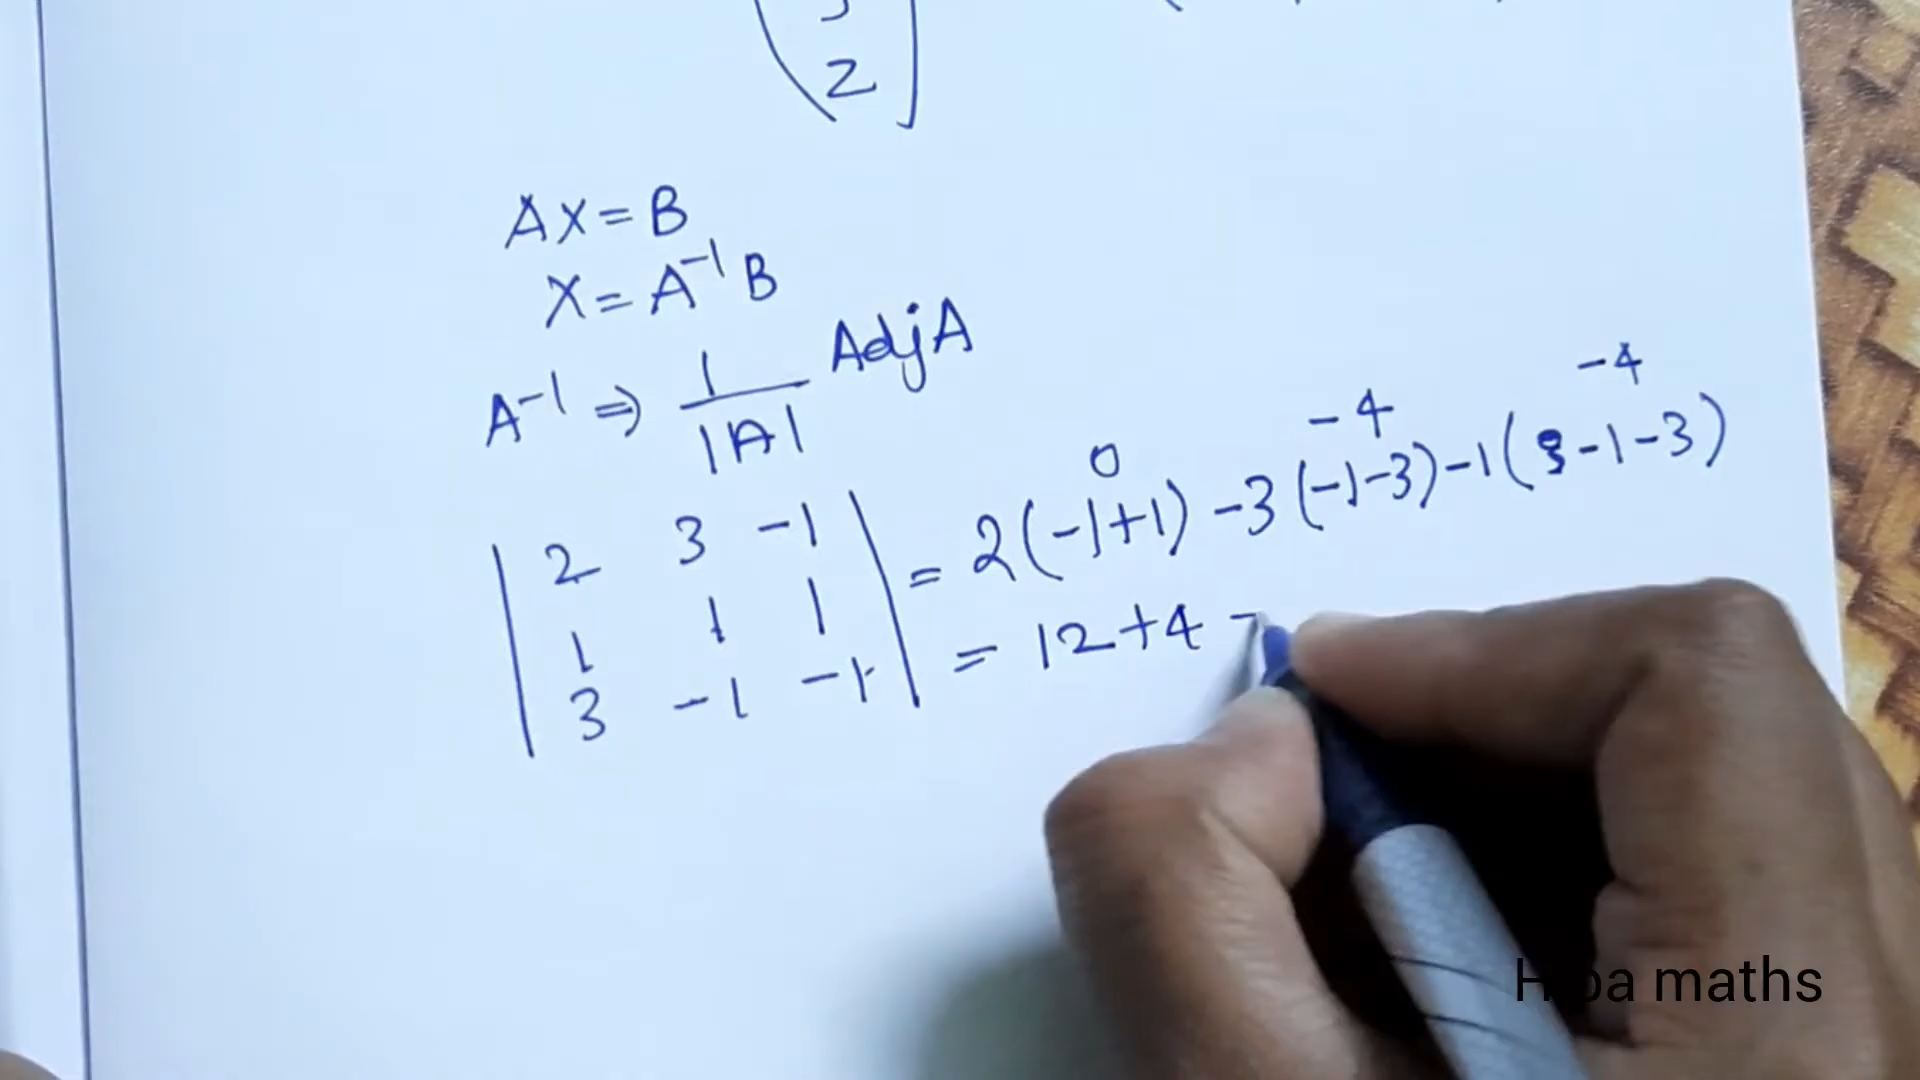 2
AX=B
X=A⁻¹B
A⁻¹ ⇒ 1/|A| AdjA
0 -4 -4
| 2 3 -1 | = 2(-1+1) -3(-1-3)-1(-1-3)
| 1 1 1 | = 12+4 =
| 3 -1 -1 |
maths